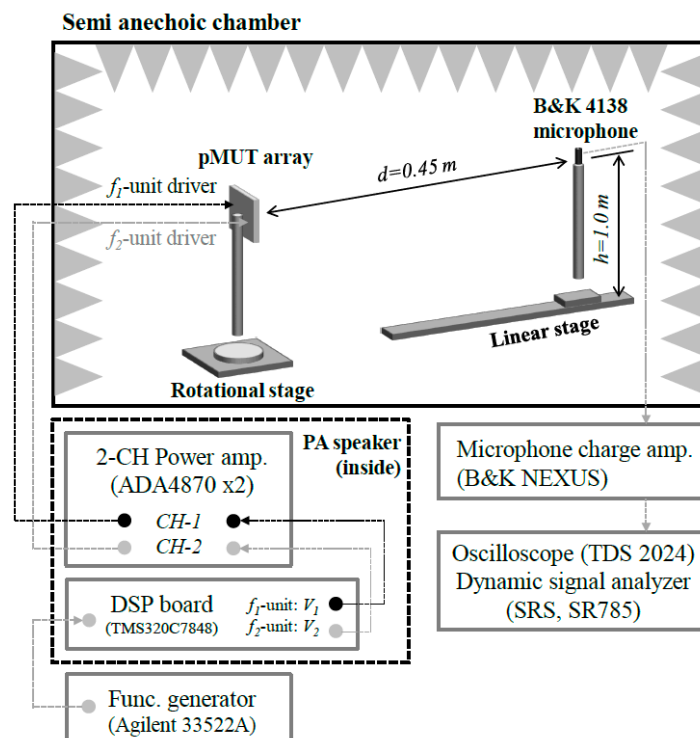 Semi anechoic chamber
B&K 4138
microphone
pMUT array
d=0.45 m
f1-unit driver
f2-unit driver
h=1.0 m
Linear stage
Rotational stage
PA speaker
(inside)
2-CH Power amp.
(ADA4870 x2)
CH-1
CH-2
Microphone charge amp.
(B&K NEXUS)
DSP board
(TMS320C7848)
f1-unit: V1
f2-unit: V2
Oscilloscope (TDS 2024)
Dynamic signal analyzer
(SRS, SR785)
Func. generator
(Agilent 33522A)